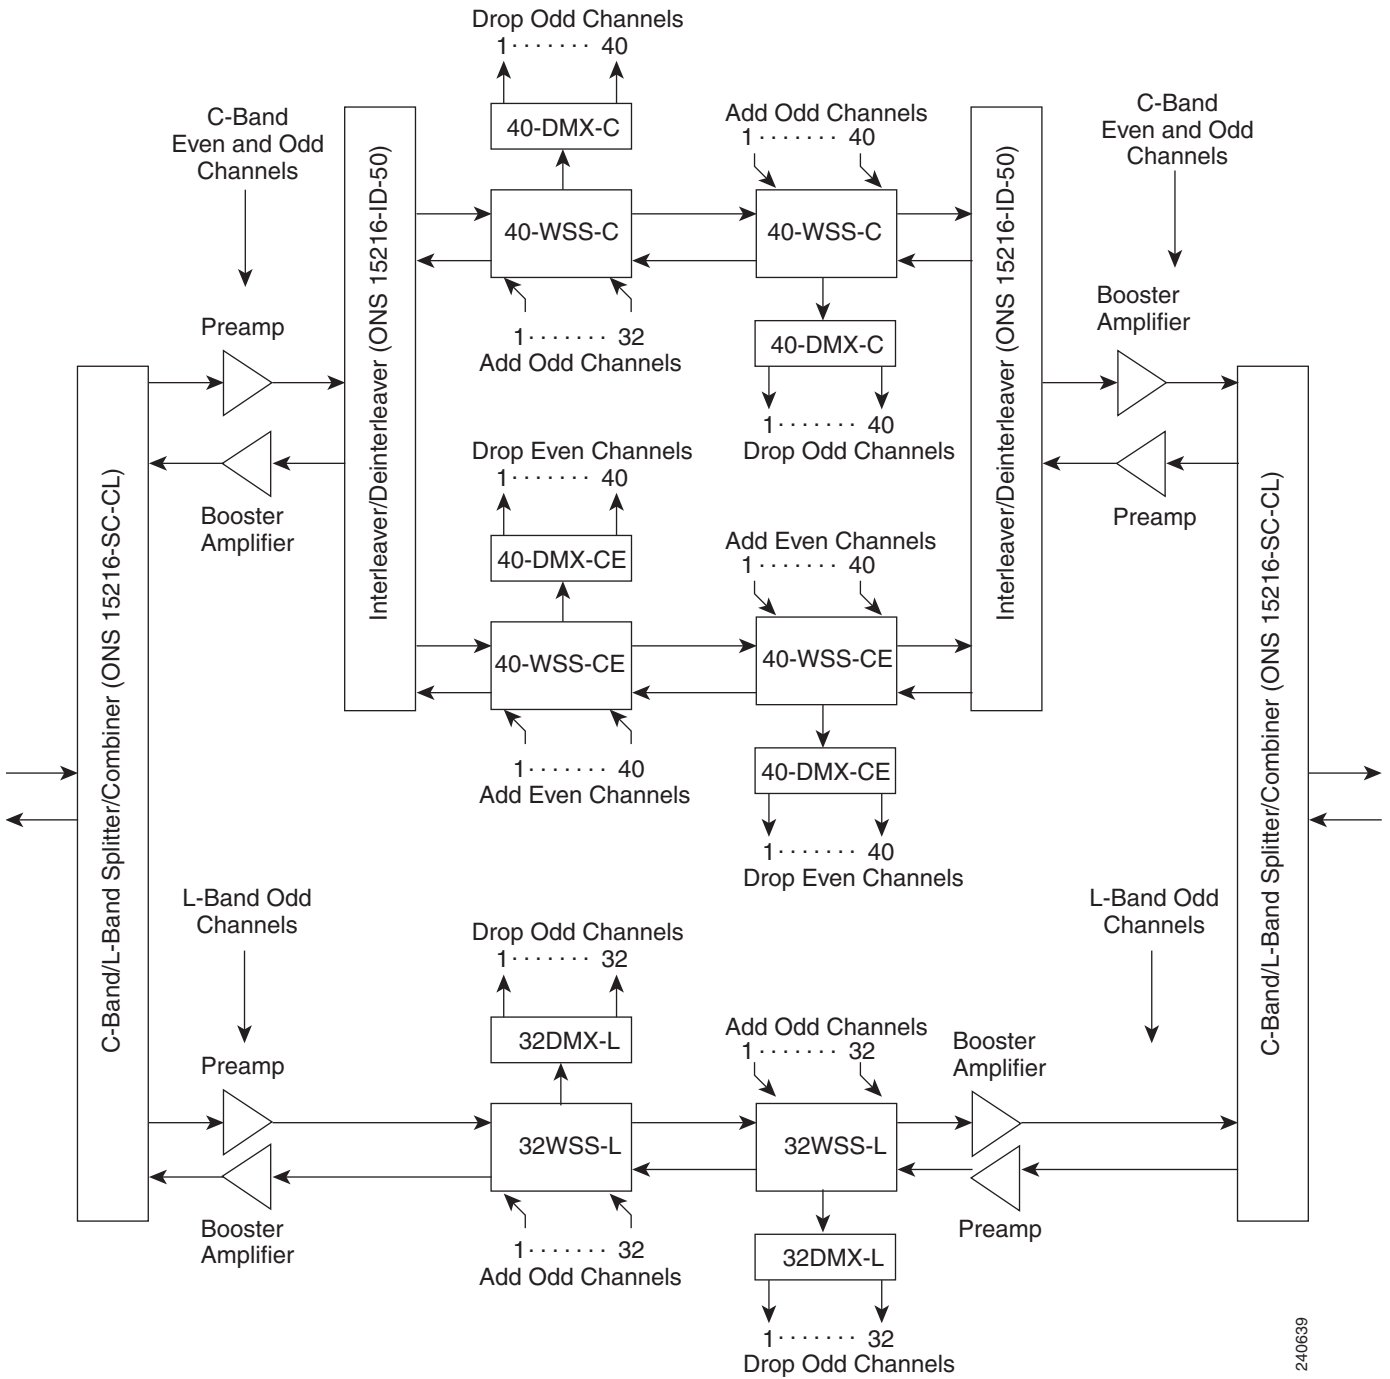 Drop Odd Channels
1 · · · · · · · 40
C-Band
Even and Odd
Channels
40-DMX-C
Add Odd Channels
1 · · · · · · · 40
C-Band
Even and Odd
Channels
Interleaver/Deinterleaver (ONS 15216-ID-50)
40-WSS-C
40-WSS-C
Interleaver/Deinterleaver (ONS 15216-ID-50)
Preamp
1 · · · · · · · 32
Add Odd Channels
40-DMX-C
Booster
Amplifier
1 · · · · · · · 40
Drop Odd Channels
Drop Even Channels
1 · · · · · · · 40
Booster
Amplifier
Preamp
40-DMX-CE
Add Even Channels
1 · · · · · · · 40
40-WSS-CE
40-WSS-CE
C-Band/L-Band Splitter/Combiner (ONS 15216-SC-CL)
C-Band/L-Band Splitter/Combiner (ONS 15216-SC-CL)
1 · · · · · · · 40
Add Even Channels
40-DMX-CE
1 · · · · · · · 40
Drop Even Channels
L-Band Odd
Channels
L-Band Odd
Channels
Drop Odd Channels
1 · · · · · · · 32
32DMX-L
Add Odd Channels
1 · · · · · · · 32
Preamp
Booster
Amplifier
32WSS-L
32WSS-L
Booster
Amplifier
Preamp
1 · · · · · · · 32
Add Odd Channels
32DMX-L
1 · · · · · · · 32
Drop Odd Channels
240639